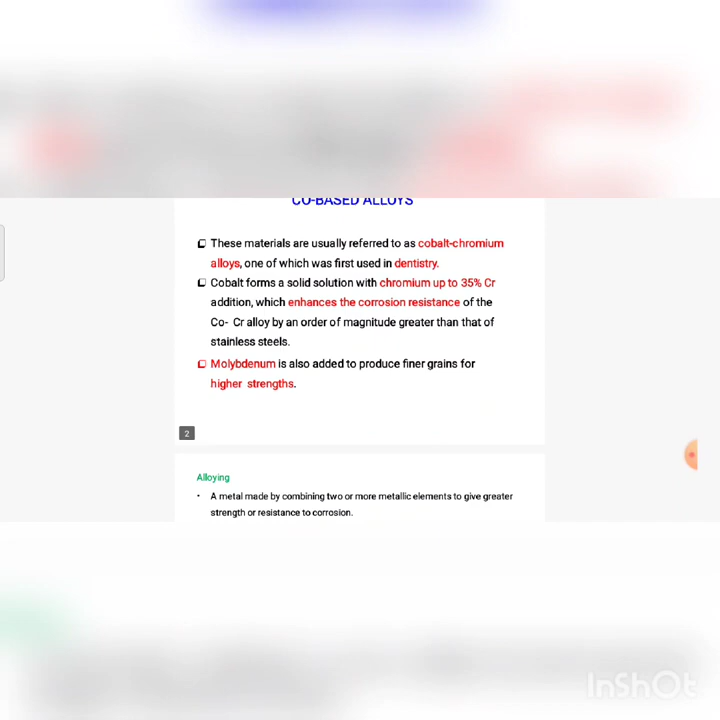 CO-BASED ALLOYS
❑ These materials are usually referred to as cobalt-chromium
alloys, one of which was first used in dentistry.
❑ Cobalt forms a solid solution with chromium up to 35% Cr
addition, which enhances the corrosion resistance of the
Co- Cr alloy by an order of magnitude greater than that of
stainless steels.
❑ Molybdenum is also added to produce finer grains for
higher strengths.
2
Alloying
• A metal made by combining two or more metallic elements to give greater
strength or resistance to corrosion.
InShOt